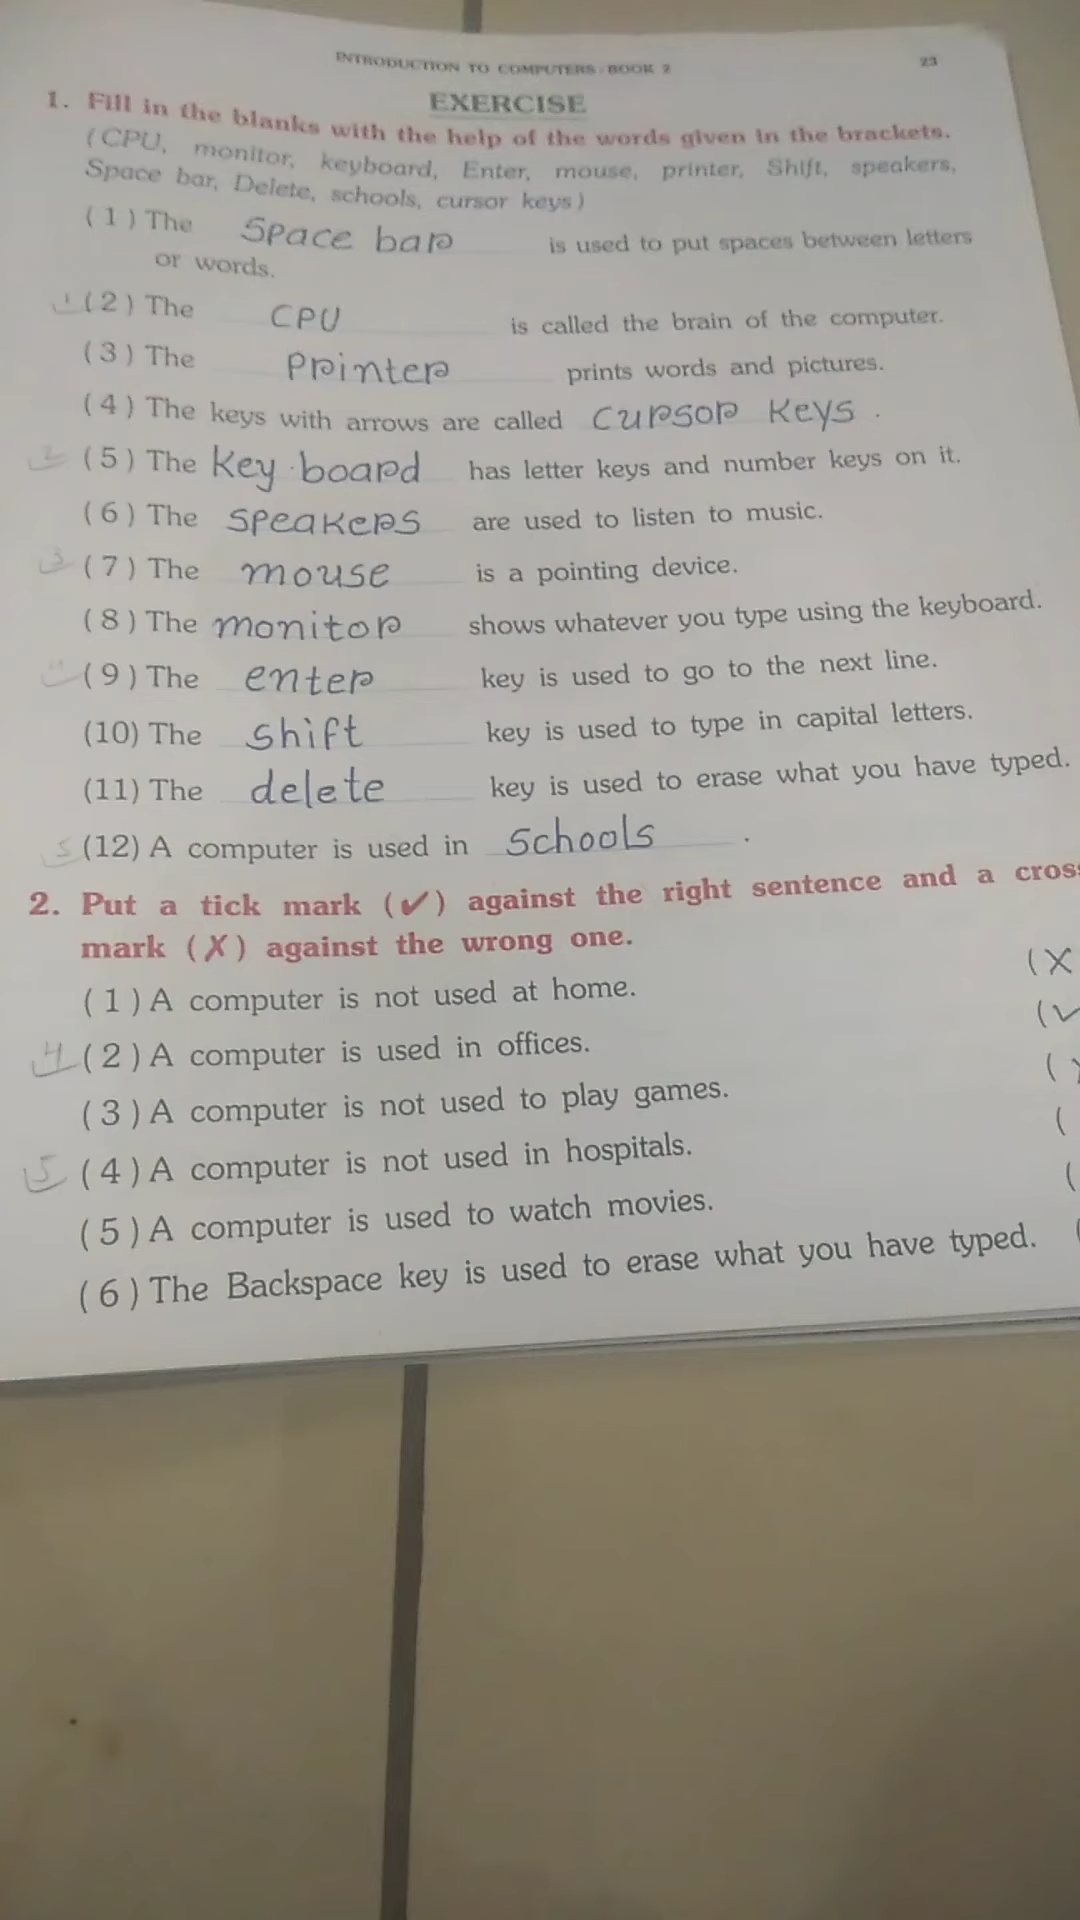 INTRODUCTION TO COMPUTERS : BOOK 2 23
EXERCISE
1. Fill in the blanks with the help of the words given in the brackets.
(CPU, monitor, keyboard, Enter, mouse, printer, Shift, speakers,
Space bar, Delete, schools, cursor keys)
(1) The Space bar is used to put spaces between letters
or words.
1 (2) The CPU is called the brain of the computer.
(3) The Printer prints words and pictures.
(4) The keys with arrows are called cursor keys.
2 (5) The key board has letter keys and number keys on it.
(6) The speakers are used to listen to music.
3 (7) The mouse is a pointing device.
(8) The monitor shows whatever you type using the keyboard.
(9) The enter key is used to go to the next line.
(10) The shift key is used to type in capital letters.
(11) The delete key is used to erase what you have typed.
5 (12) A computer is used in Schools.
2. Put a tick mark (✓) against the right sentence and a cross
mark (X) against the wrong one.
(1) A computer is not used at home. (X
4 (2) A computer is used in offices. (✓
(3) A computer is not used to play games. (
5 (4) A computer is not used in hospitals. (
(5) A computer is used to watch movies. (
(6) The Backspace key is used to erase what you have typed. (